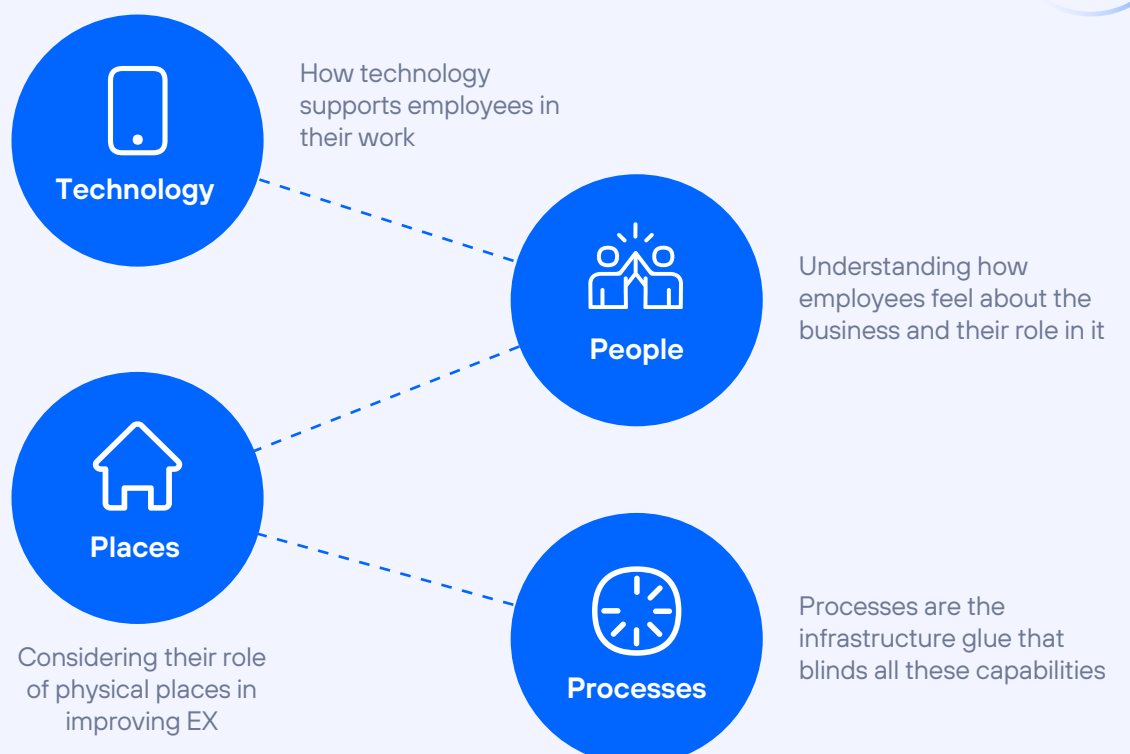 How technology
supports employees in
their work
Technology
Understanding how
employees feel about the
business and their role in it
People
Places
Considering their role
of physical places in
improving EX
Processes are the
infrastructure glue that
blinds all these capabilities
Processes